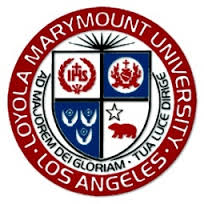 LOYOLA MARYMOUNT UNIVERSITY
• LOS ANGELES •
AD MAJOREM DEI GLORIAM • TUA LUCE DIRIGE
IHS